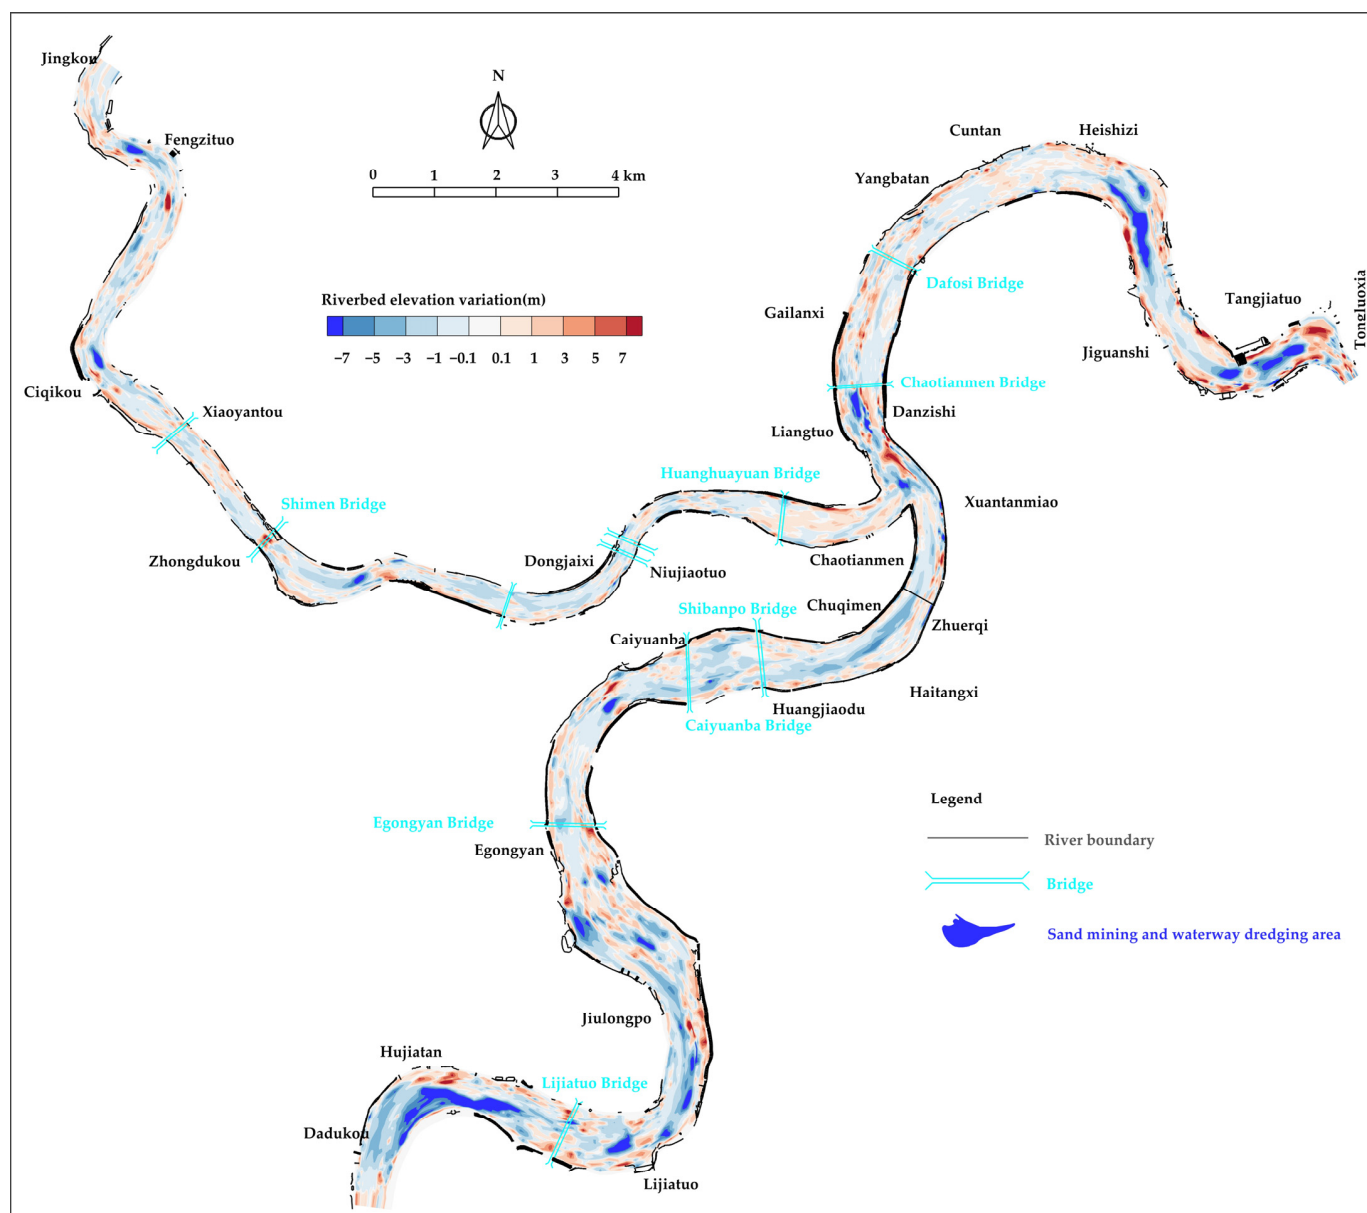 Jingkou
N
Fengzituo
0 1 2 3 4 km
Cuntan
Heishizi
Yangbatan
Dafosi Bridge
Riverbed elevation variation(m)
−7 −5 −3 −1 −0.1 0.1 1 3 5 7
Gailanxi
Tangjiatuo
Tongluoxia
Jiguanshi
Ciqikou
Chaotianmen Bridge
Xiaoyantou
Danzishi
Liangtuo
Huanghuayuan Bridge
Shimen Bridge
Xuantanmiao
Zhongdukou
Dongjaixi
Niujiaotuo
Chaotianmen
Shibanpo Bridge
Chuqimen
Zhuerqi
Caiyuanba
Haitangxi
Huangjiaodu
Caiyuanba Bridge
Egongyan Bridge
Egongyan
Legend
River boundary
Bridge
Sand mining and waterway dredging area
Jiulongpo
Hujiatan
Lijiatuo Bridge
Dadukou
Lijiatuo